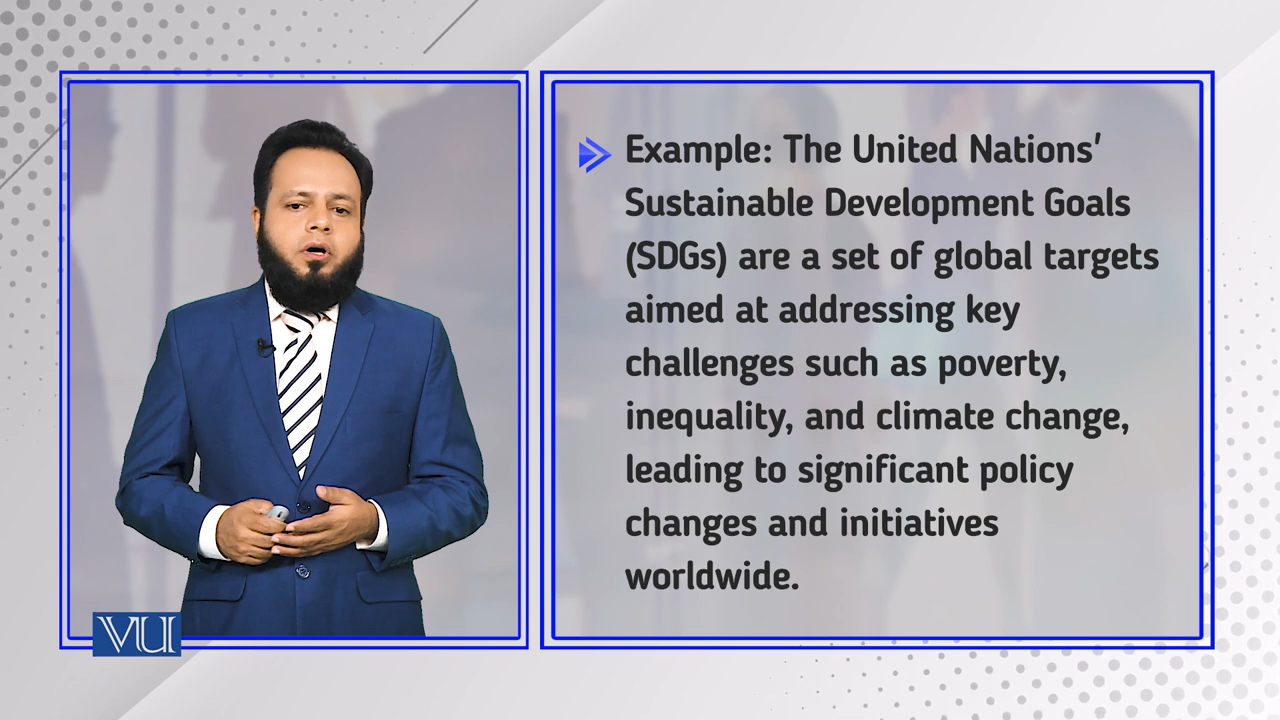 Example: The United Nations'
Sustainable Development Goals
(SDGs) are a set of global targets
aimed at addressing key
challenges such as poverty,
inequality, and climate change,
leading to significant policy
changes and initiatives
worldwide.
VU